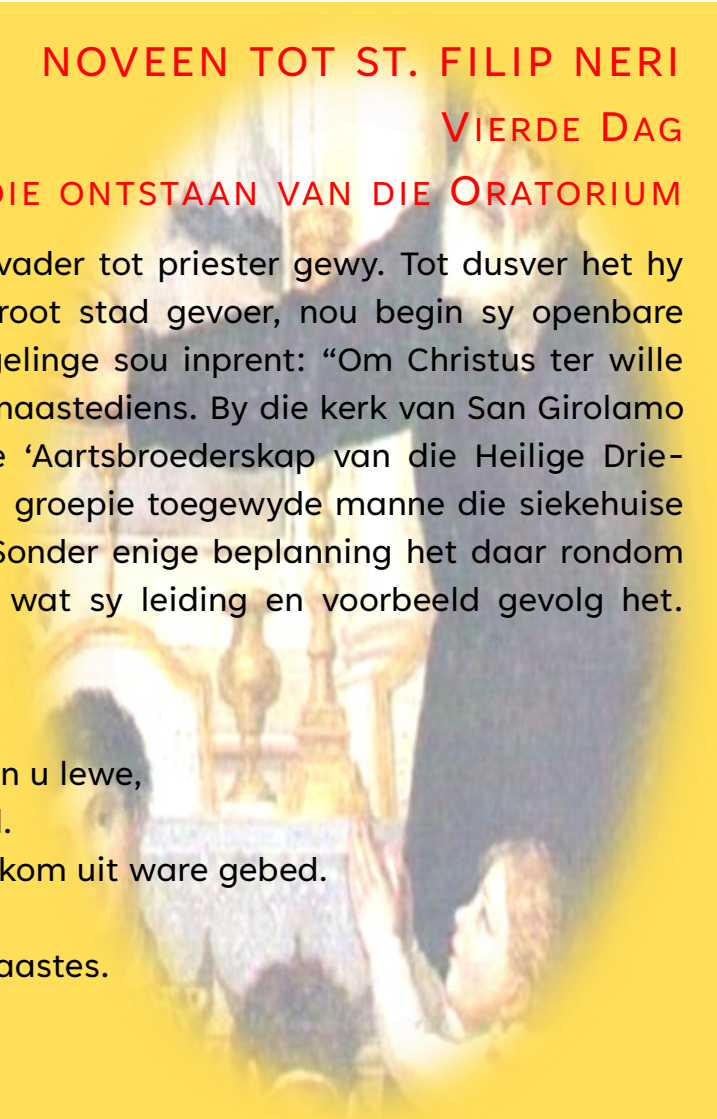 NOVEEN TOT ST. FILIP NERI
VIERDE DAG
DIE ONTSTAAN VAN DIE ORATORIUM
vader tot priester gewy. Tot dusver het hy
root stad gevoer, nou begin sy openbare
gelinge sou inprent: “Om Christus ter wille
naastediens. By die kerk van San Girolamo
e ‘Aartsbroederskap van die Heilige Drie-
groepie toegewyde manne die siekehuise
Sonder enige beplanning het daar rondom
wat sy leiding en voorbeeld gevolg het.
n u lewe,
l.
kom uit ware gebed.
aastes.